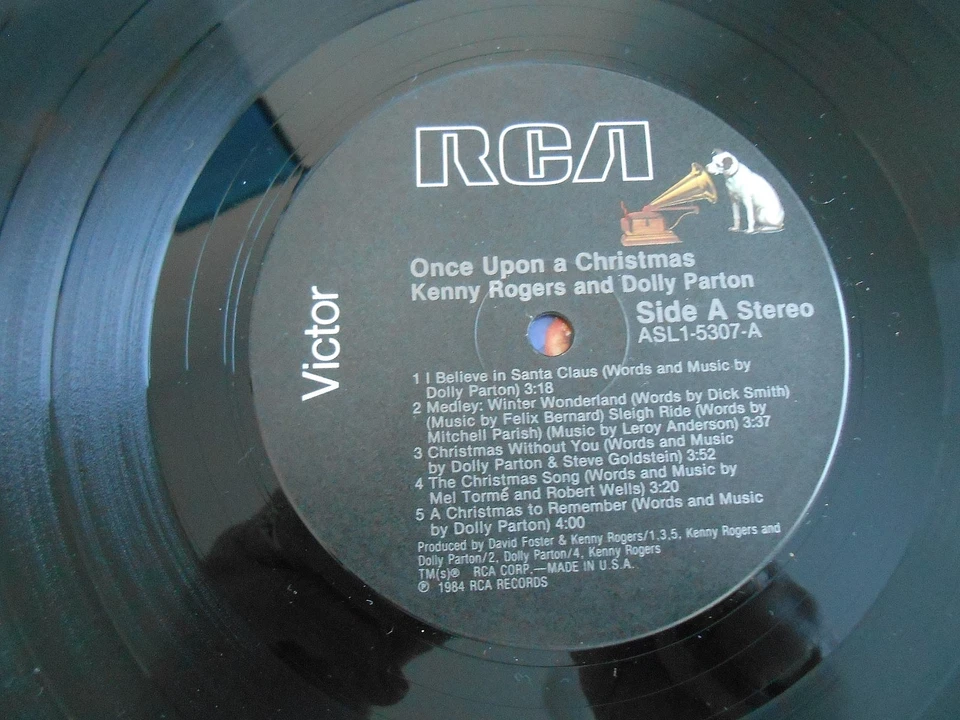 RCA
Victor
Once Upon a Christmas
Kenny Rogers and Dolly Parton
Side A Stereo
ASL1-5307-A
1 I Believe in Santa Claus (Words and Music by
Dolly Parton) 3:18
2 Medley: Winter Wonderland (Words by Dick Smith)
(Music by Felix Bernard) Sleigh Ride (Words by
Mitchell Parish) (Music by Leroy Anderson) 3:37
3 Christmas Without You (Words and Music
by Dolly Parton & Steve Goldstein) 3:52
4 The Christmas Song (Words and Music by
Mel Tormé and Robert Wells) 3:20
5 A Christmas to Remember (Words and Music
by Dolly Parton) 4:00
Produced by David Foster & Kenny Rogers/1,3,5, Kenny Rogers and
Dolly Parton/2, Dolly Parton/4, Kenny Rogers
TM(s)® RCA CORP.—MADE IN U.S.A.
℗ 1984 RCA RECORDS